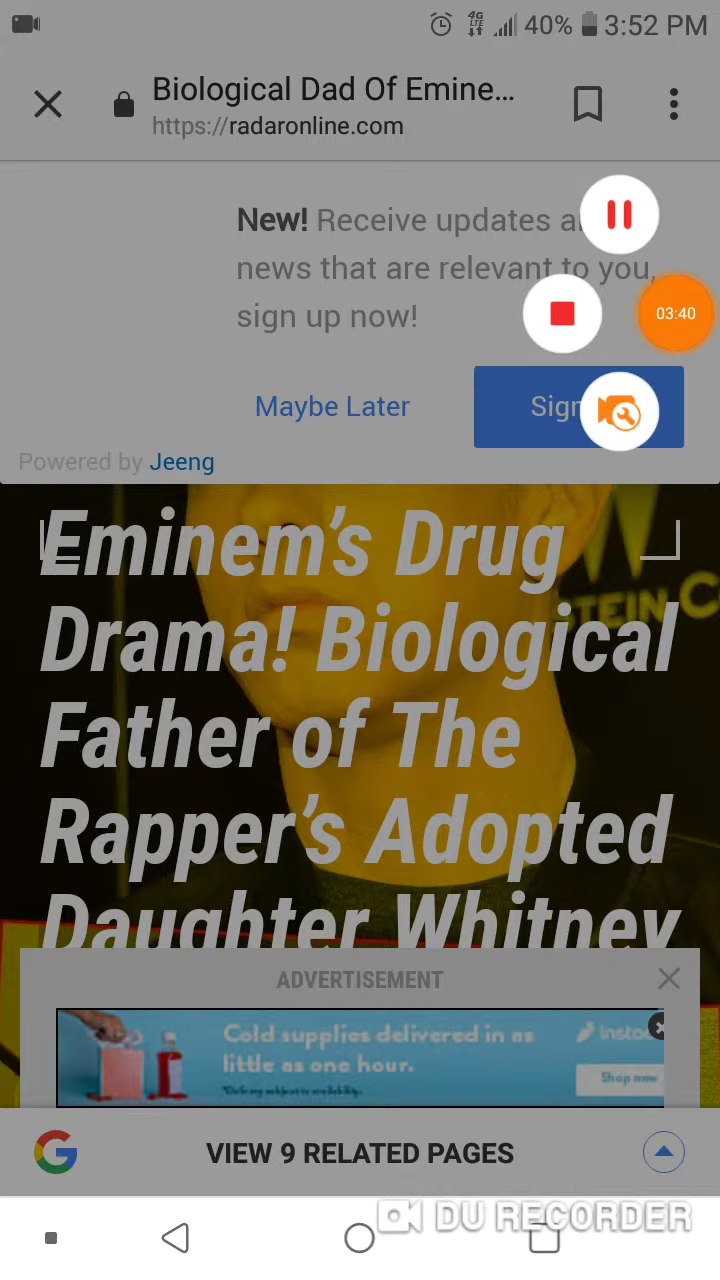 4G LTE 40% 3:52 PM
Biological Dad Of Emine...
https://radaronline.com
New! Receive updates a
news that are relevant to you,
sign up now!
03:40
Maybe Later Sign
Powered by Jeeng
Eminem's Drug
Drama! Biological
STEIN C
Father of The
Rapper's Adopted
Daughter Whitney
ADVERTISEMENT
Cold supplies delivered in as
little as one hour.
Shop now
VIEW 9 RELATED PAGES
DU RECORDER